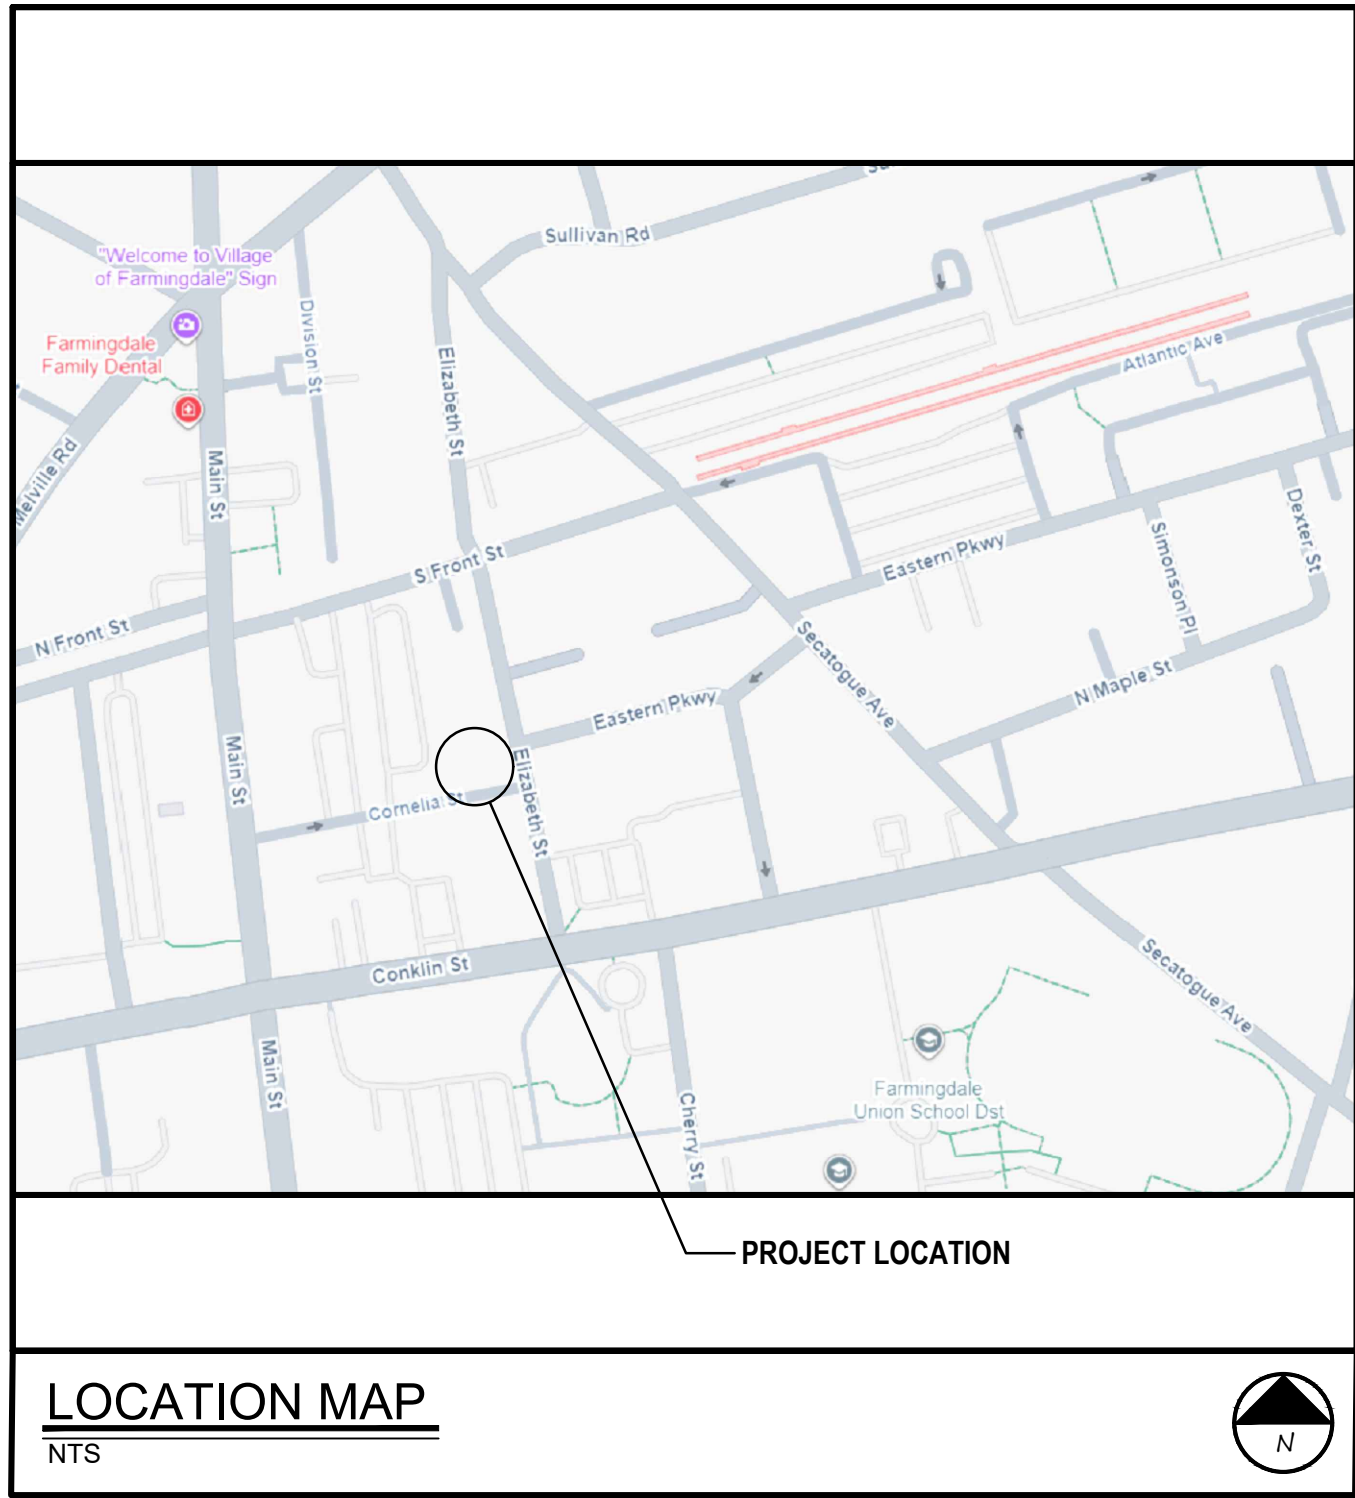 Sullivan Rd
"Welcome to Village
of Farmingdale" Sign
Division St
Farmingdale
Family Dental
Elizabeth St
Atlantic Ave
Melville Rd
Main St
Dexter St
S Front St
Eastern Pkwy
Simonson Pl
N Front St
Secatogue Ave
N Maple St
Eastern Pkwy
Main St
Elizabeth St
Cornelia St
Conklin St
Secatogue Ave
Main St
Farmingdale
Union School Dst
Cherry St
PROJECT LOCATION
LOCATION MAP
NTS
N